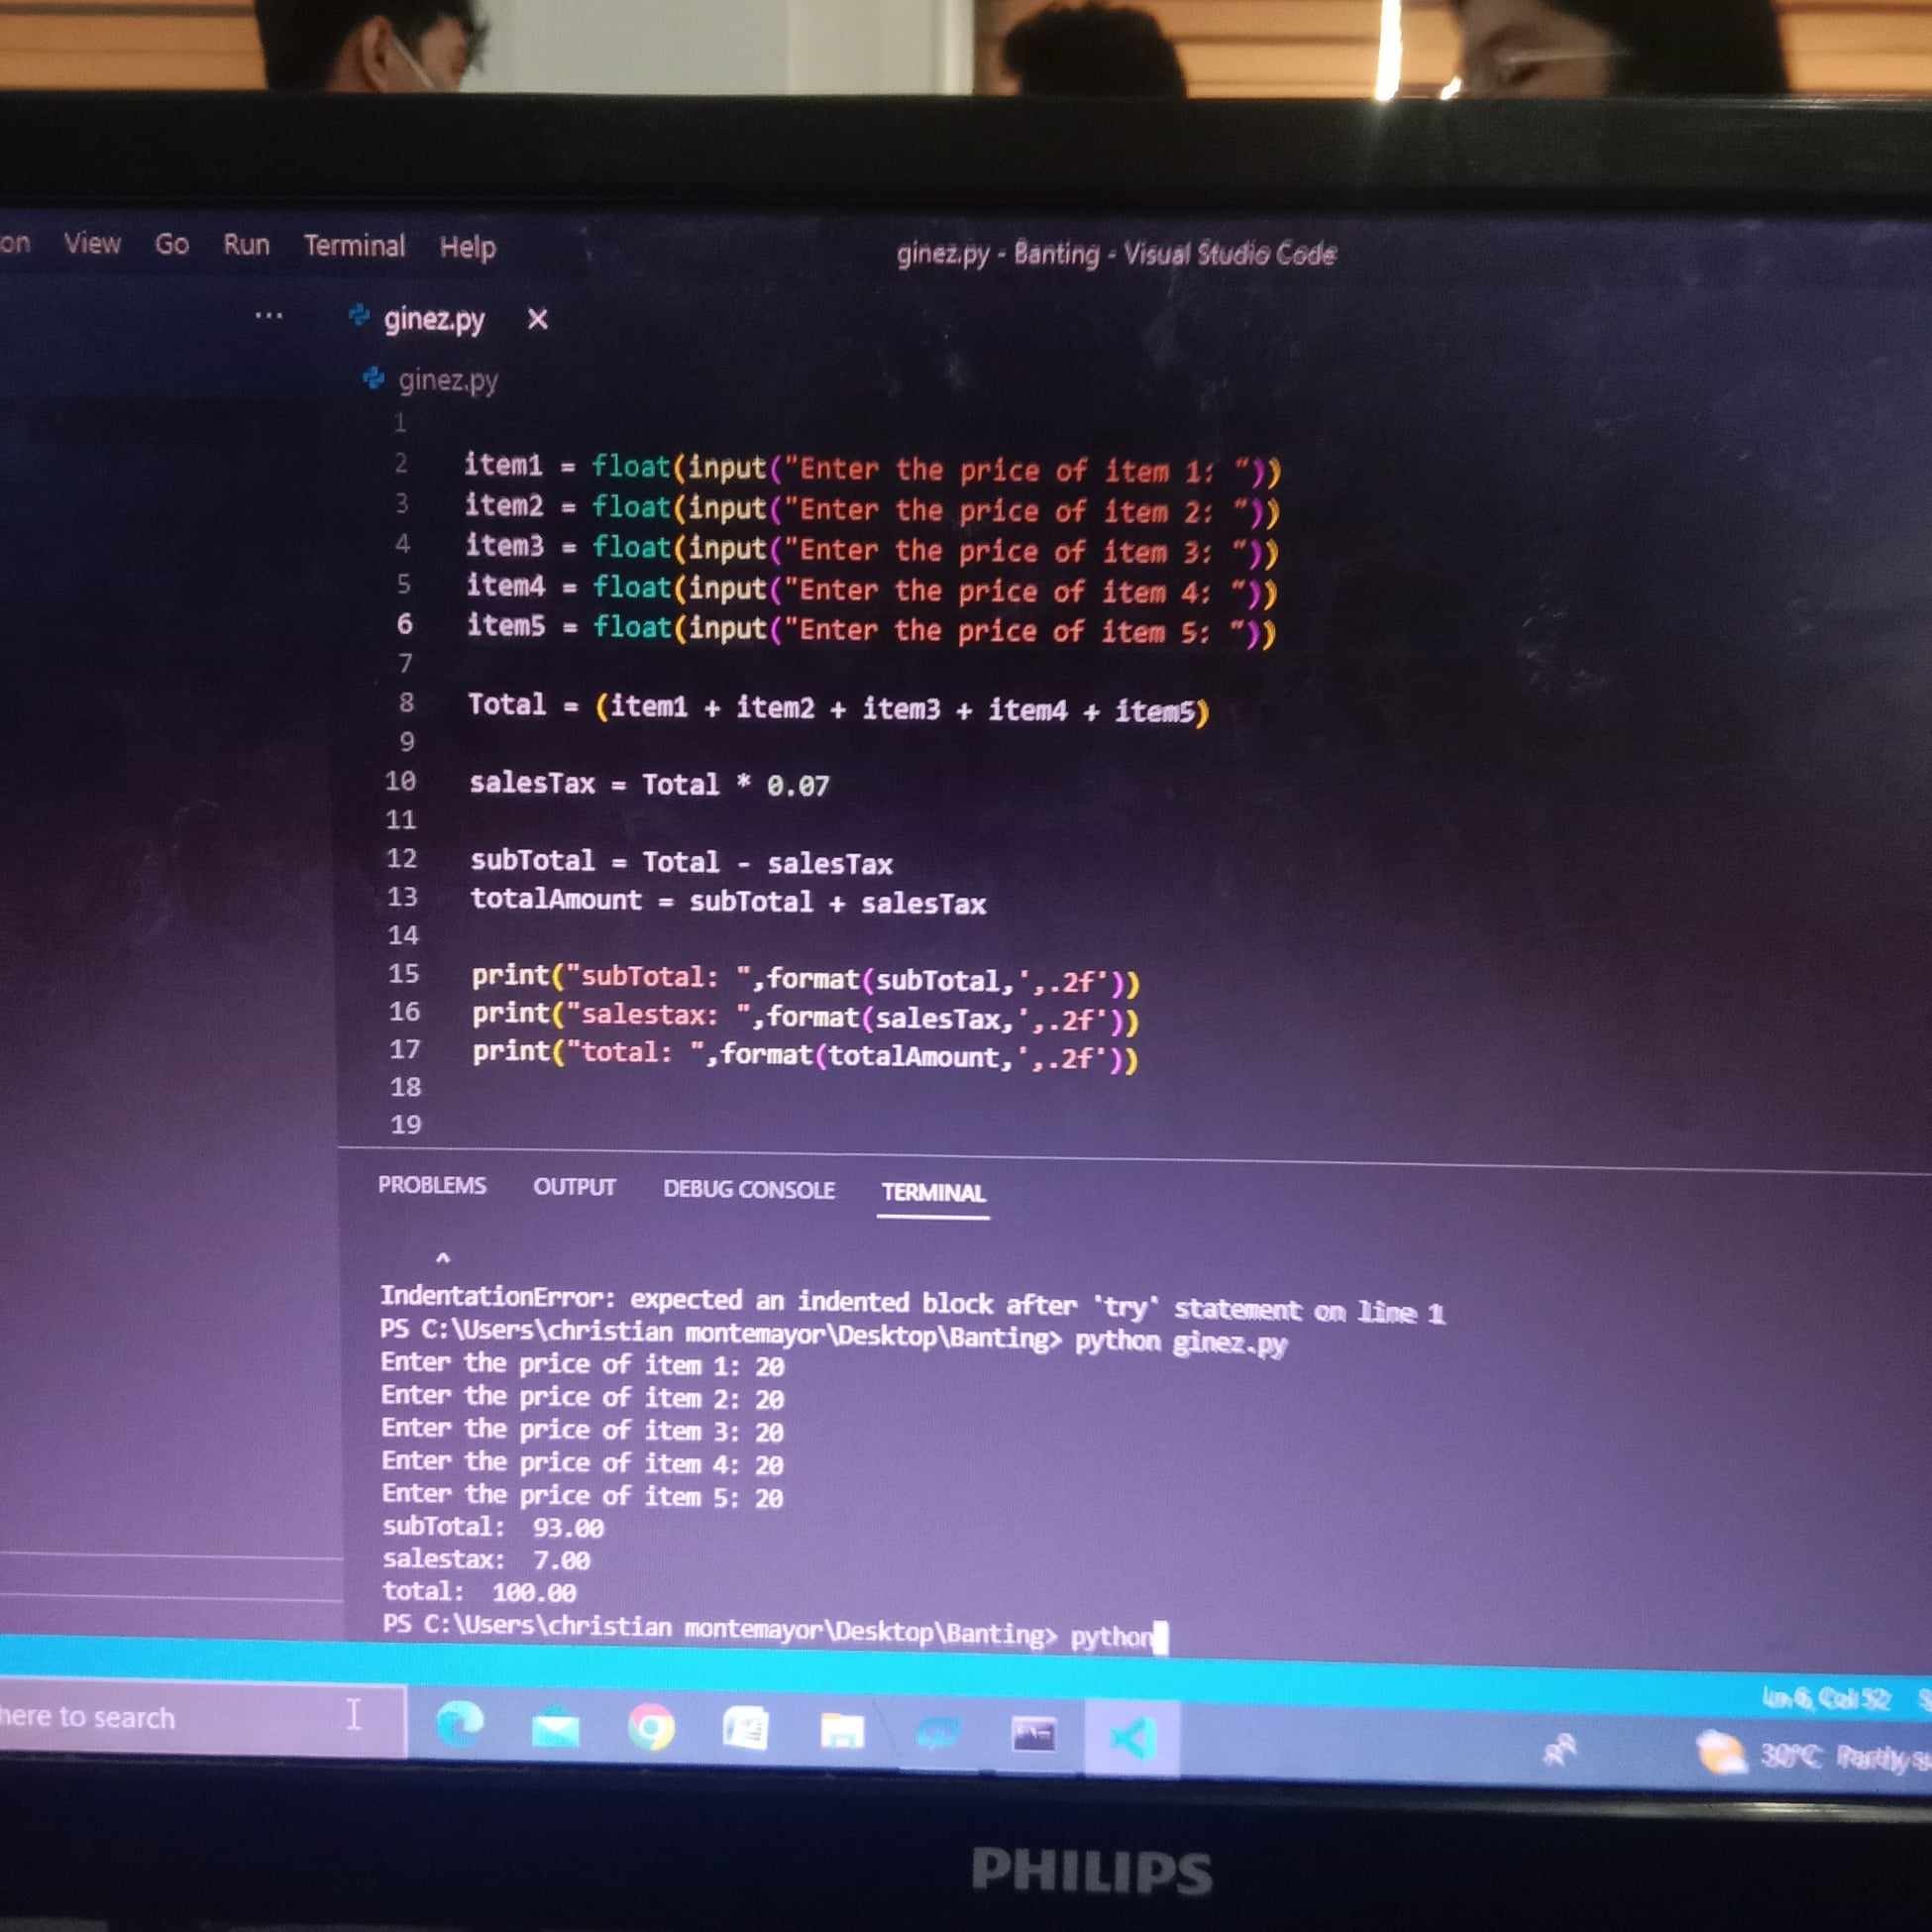 on View Go Run Terminal Help
ginez.py - Banting - Visual Studio Code
... ginez.py ×
ginez.py
1
2 item1 = float(input("Enter the price of item 1: "))
3 item2 = float(input("Enter the price of item 2: "))
4 item3 = float(input("Enter the price of item 3: "))
5 item4 = float(input("Enter the price of item 4: "))
6 item5 = float(input("Enter the price of item 5: "))
7
8 Total = (item1 + item2 + item3 + item4 + item5)
9
10 salesTax = Total * 0.07
11
12 subTotal = Total - salesTax
13 totalAmount = subTotal + salesTax
14
15 print("subTotal: ",format(subTotal,',.2f'))
16 print("salestax: ",format(salesTax,',.2f'))
17 print("total: ",format(totalAmount,',.2f'))
18
19
PROBLEMS OUTPUT DEBUG CONSOLE TERMINAL
^
IndentationError: expected an indented block after 'try' statement on line 1
PS C:\Users\christian montemayor\Desktop\Banting> python ginez.py
Enter the price of item 1: 20
Enter the price of item 2: 20
Enter the price of item 3: 20
Enter the price of item 4: 20
Enter the price of item 5: 20
subTotal:  93.00
salestax:  7.00
total:  100.00
PS C:\Users\christian montemayor\Desktop\Banting> python
Ln 6, Col 52
here to search
30°C Partly s
PHILIPS